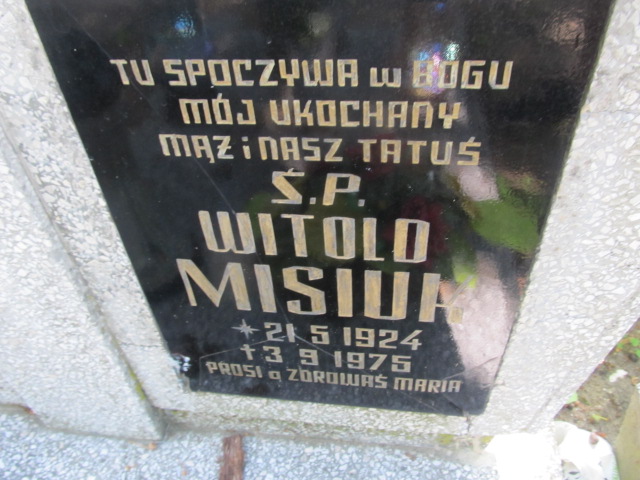 TU SPOCZYWA w BOGU
MÓJ UKOCHANY
MĄŻ i NASZ TATUŚ
Ś.P.
WITOLD
MISIUK
* 21 5 1924
† 3 9 1975
PROSI o ZDROWAŚ MARIA